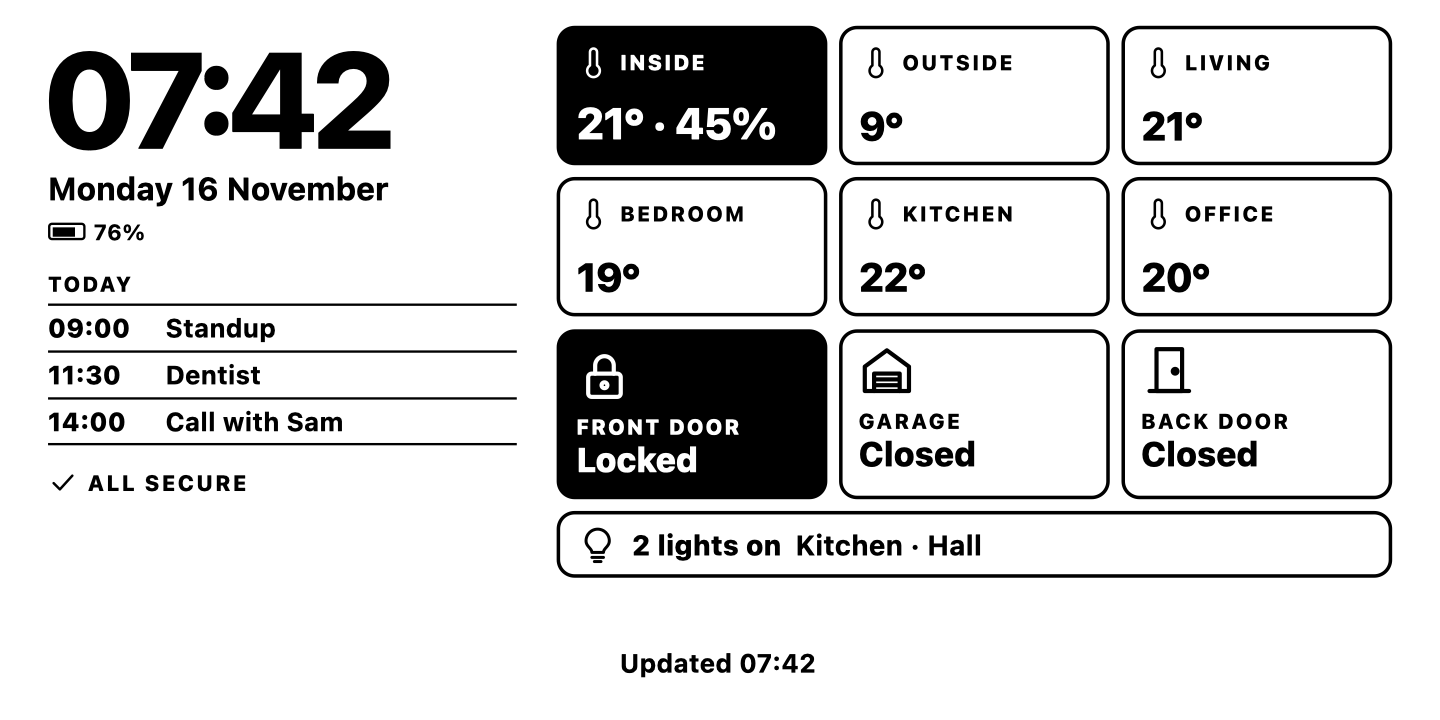 07:42
Monday 16 November
76%
TODAY
09:00 Standup
11:30 Dentist
14:00 Call with Sam
ALL SECURE
INSIDE
21° · 45%
OUTSIDE
9°
LIVING
21°
BEDROOM
19°
KITCHEN
22°
OFFICE
20°
FRONT DOOR
Locked
GARAGE
Closed
BACK DOOR
Closed
2 lights on Kitchen · Hall
Updated 07:42